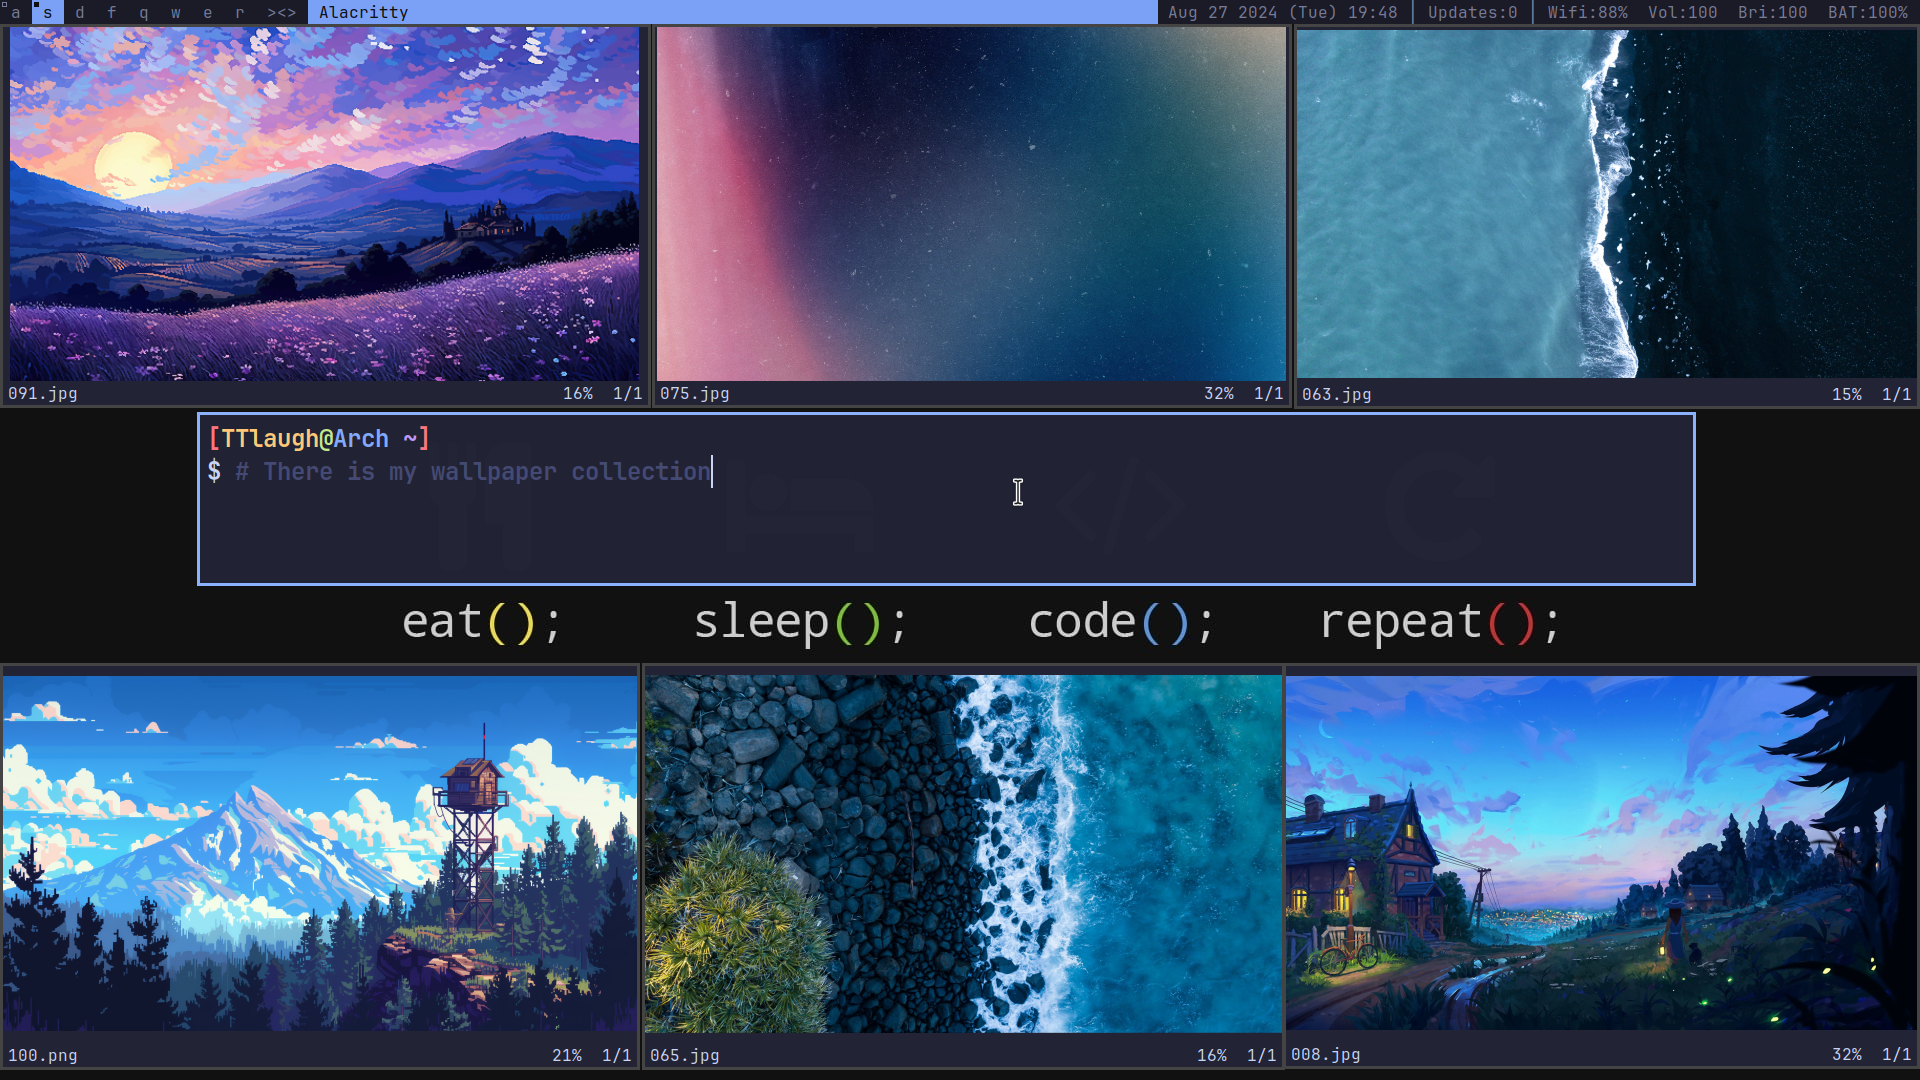 a s d f q w e r ><> Alacritty Aug 27 2024 (Tue) 19:48 Updates:0 Wifi:88% Vol:100 Bri:100 BAT:100%
091.jpg 16% 1/1
075.jpg 32% 1/1
063.jpg 15% 1/1
[TTlaugh@Arch ~]
$ # There is my wallpaper collection
eat(); sleep(); code(); repeat();
100.png 21% 1/1
065.jpg 16% 1/1
008.jpg 32% 1/1